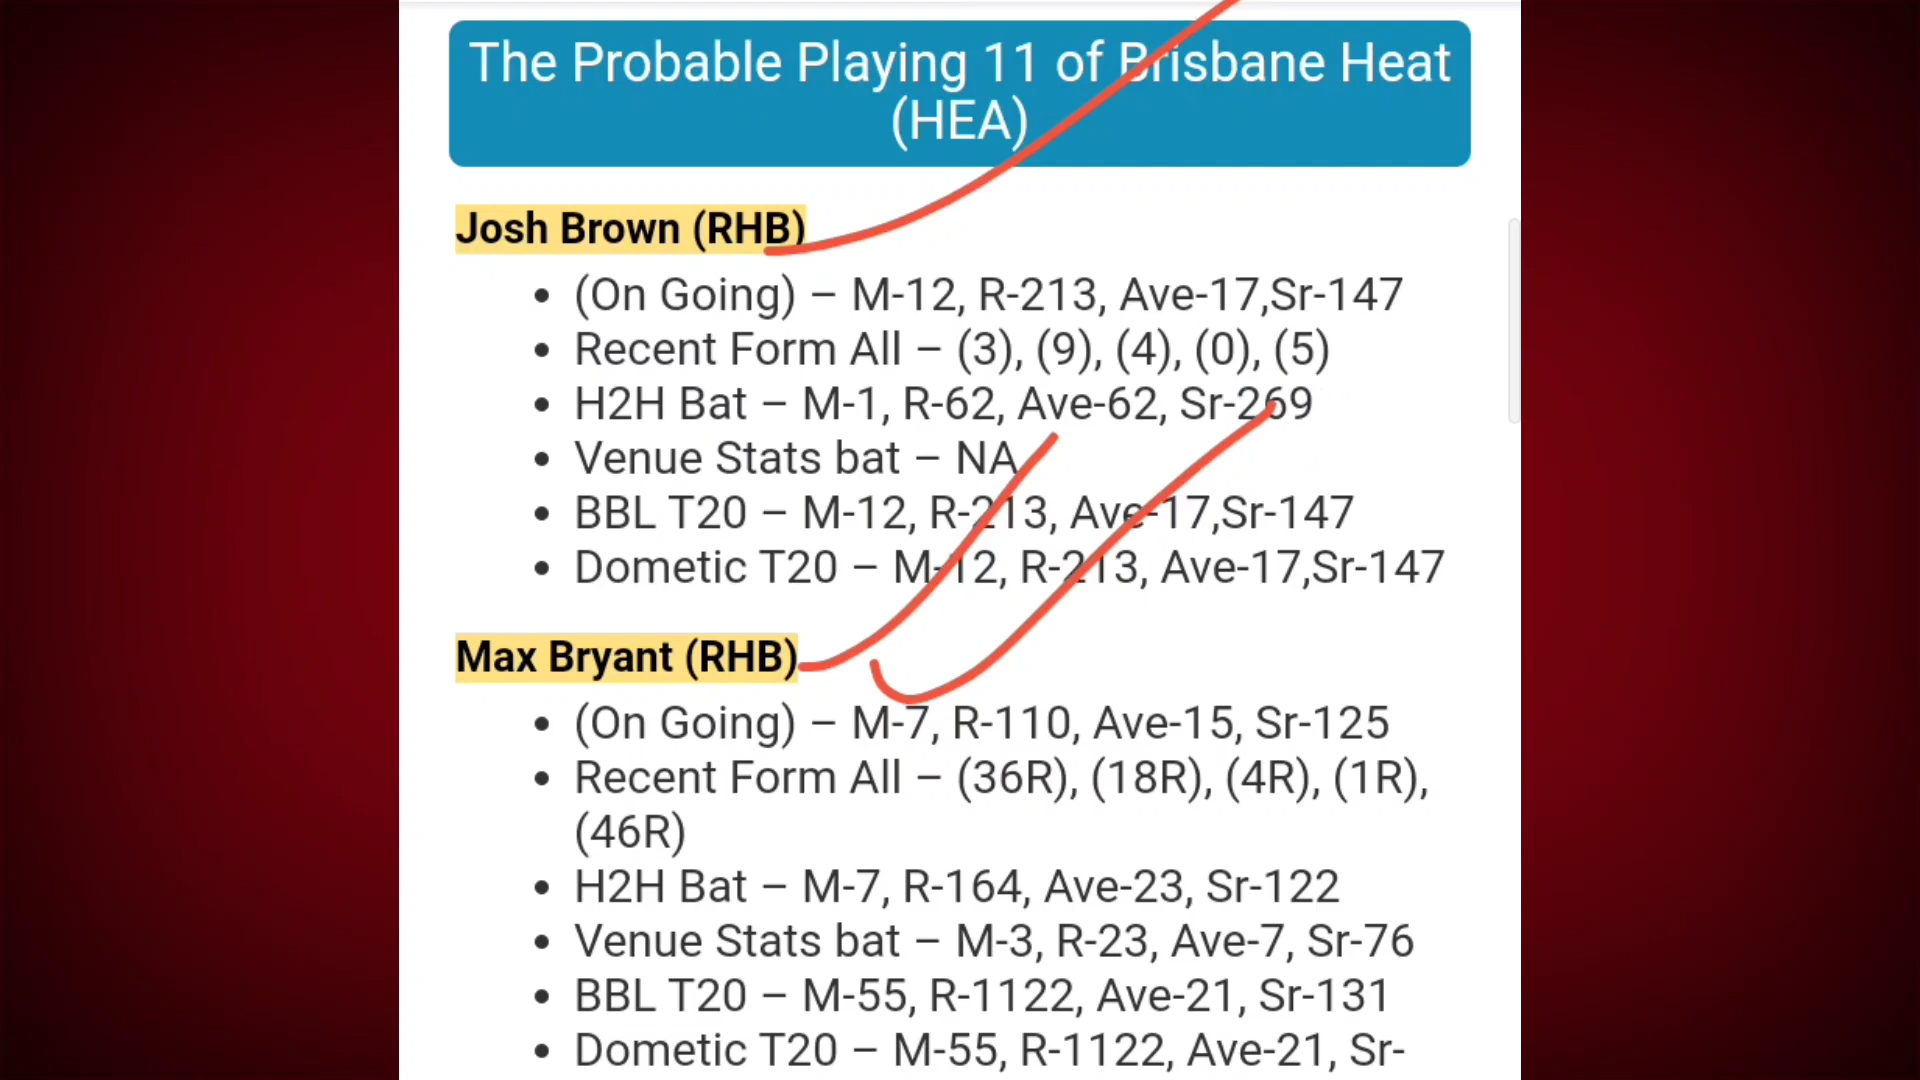 The Probable Playing 11 of Brisbane Heat
(HEA)
Josh Brown (RHB)
• (On Going) – M-12, R-213, Ave-17,Sr-147
• Recent Form All – (3), (9), (4), (0), (5)
• H2H Bat – M-1, R-62, Ave-62, Sr-269
• Venue Stats bat – NA
• BBL T20 – M-12, R-213, Ave-17,Sr-147
• Dometic T20 – M-12, R-213, Ave-17,Sr-147
Max Bryant (RHB)
• (On Going) – M-7, R-110, Ave-15, Sr-125
• Recent Form All – (36R), (18R), (4R), (1R),
(46R)
• H2H Bat – M-7, R-164, Ave-23, Sr-122
• Venue Stats bat – M-3, R-23, Ave-7, Sr-76
• BBL T20 – M-55, R-1122, Ave-21, Sr-131
• Dometic T20 – M-55, R-1122, Ave-21, Sr-